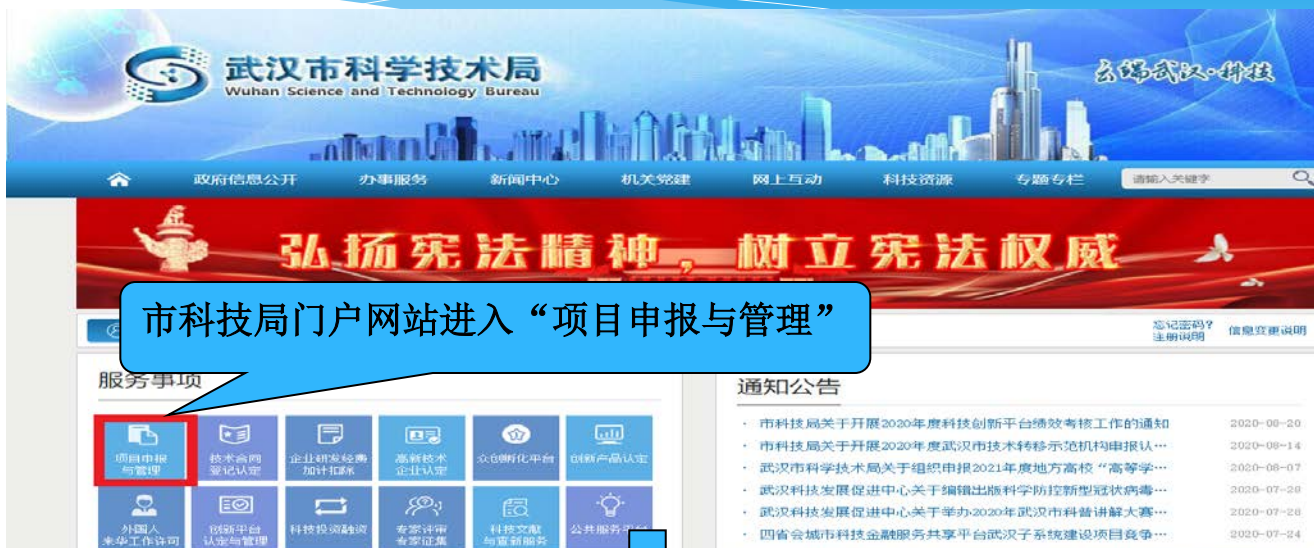 武汉市科学技术局
Wuhan Science and Technology Bureau
云端武汉·科技
政府信息公开 办事服务 新闻中心 机关党建 网上互动 科技资源 专题专栏 请输入关键字
弘扬宪法精神，树立宪法权威
市科技局门户网站进入“项目申报与管理”
忘记密码？
注册说明
信息变更说明
服务事项
项目申报
与管理
技术合同
登记认定
企业研发经费
加计扣除
高新技术
企业认定
众创孵化平台
创新产品认定
外国人
来华工作许可
创新平台
认定与管理
科技投资融资
专家评审
专家征集
科技文献
与查新服务
公共服务平台
通知公告
· 市科技局关于开展2020年度科技创新平台绩效考核工作的通知 2020-08-20
· 市科技局关于开展2020年度武汉市技术转移示范机构申报认… 2020-08-14
· 武汉市科学技术局关于组织申报2021年度地方高校“高等学… 2020-08-07
· 武汉科技发展促进中心关于编辑出版科学防控新型冠状病毒… 2020-07-28
· 武汉科技发展促进中心关于举办2020年武汉市科普讲解大赛… 2020-07-28
· 四省会城市科技金融服务共享平台武汉子系统建设项目竞争… 2020-07-24